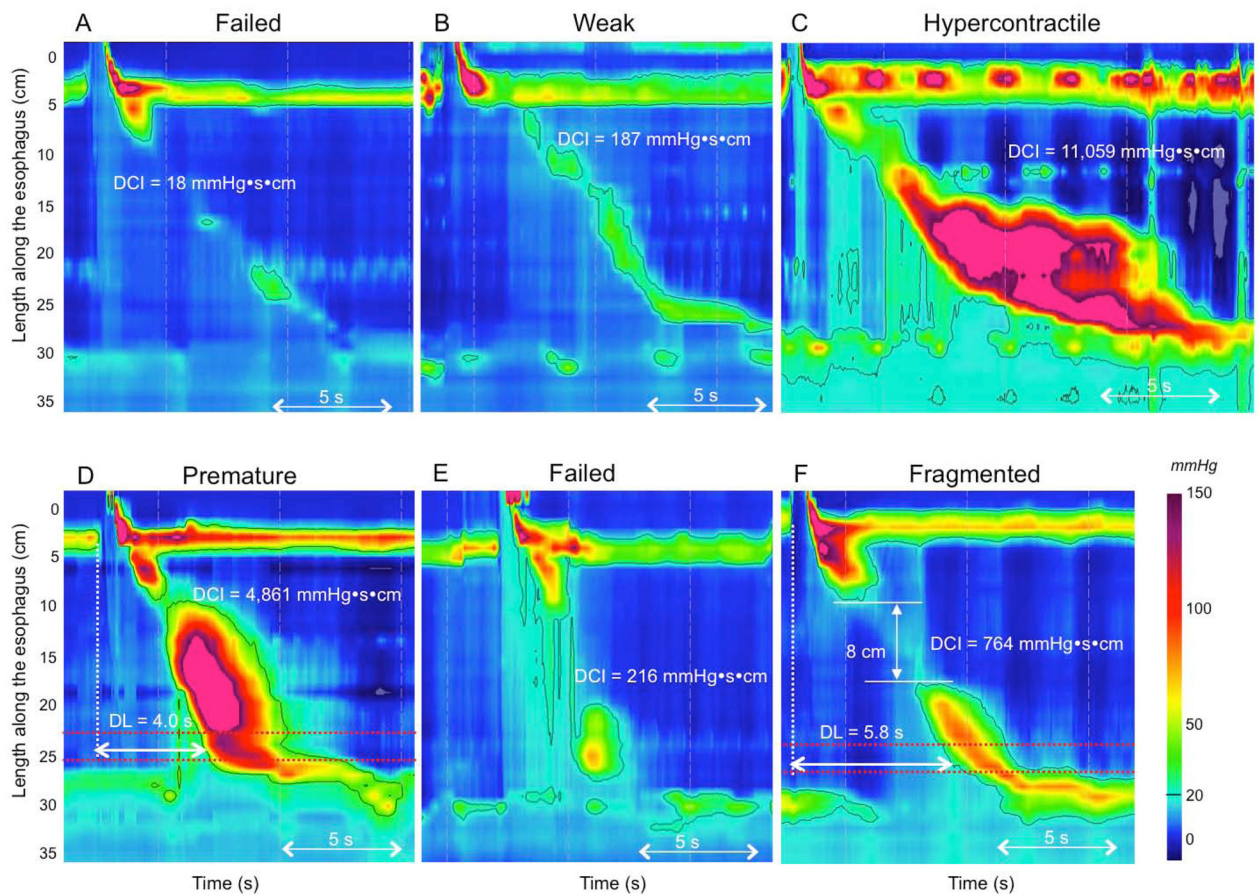 A Failed
B Weak
C Hypercontractile
Length along the esophagus (cm)
0
5
10
15
20
25
30
35
DCI = 18 mmHg•s•cm
5 s
DCI = 187 mmHg•s•cm
5 s
DCI = 11,059 mmHg•s•cm
5 s
D Premature
E Failed
F Fragmented
Length along the esophagus (cm)
0
5
10
15
20
25
30
35
DCI = 4,861 mmHg•s•cm
DL = 4.0 s
5 s
DCI = 216 mmHg•s•cm
5 s
8 cm
DCI = 764 mmHg•s•cm
DL = 5.8 s
5 s
mmHg
150
100
50
20
0
Time (s)
Time (s)
Time (s)